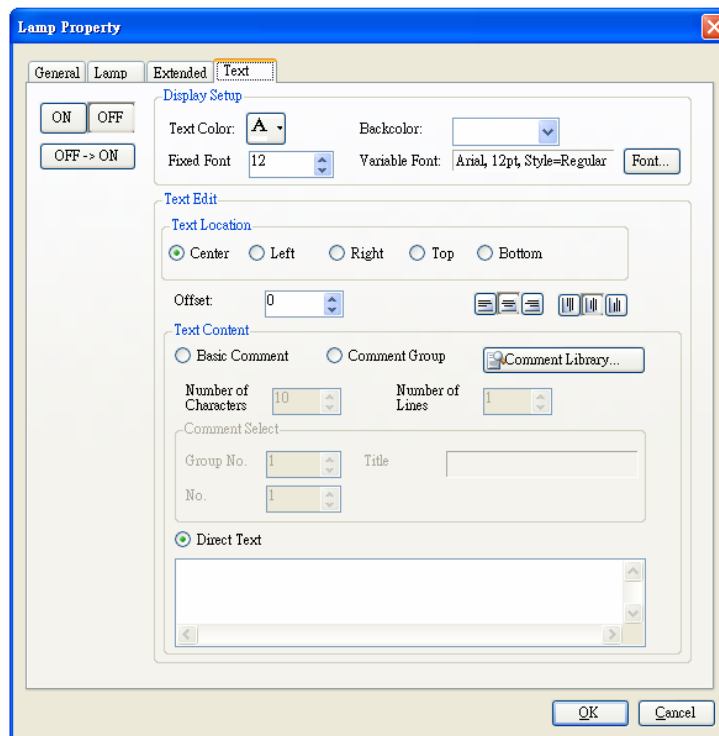 Lamp Property
General Lamp Extended Text
ON OFF
OFF -> ON
Display Setup
Text Color: A Backcolor:
Fixed Font 12 Variable Font: Arial, 12pt, Style=Regular Font...
Text Edit
Text Location
Center Left Right Top Bottom
Offset: 0
Text Content
Basic Comment Comment Group Comment Library...
Number of Characters 10 Number of Lines 1
Comment Select
Group No. 1 Title
No. 1
Direct Text
OK Cancel